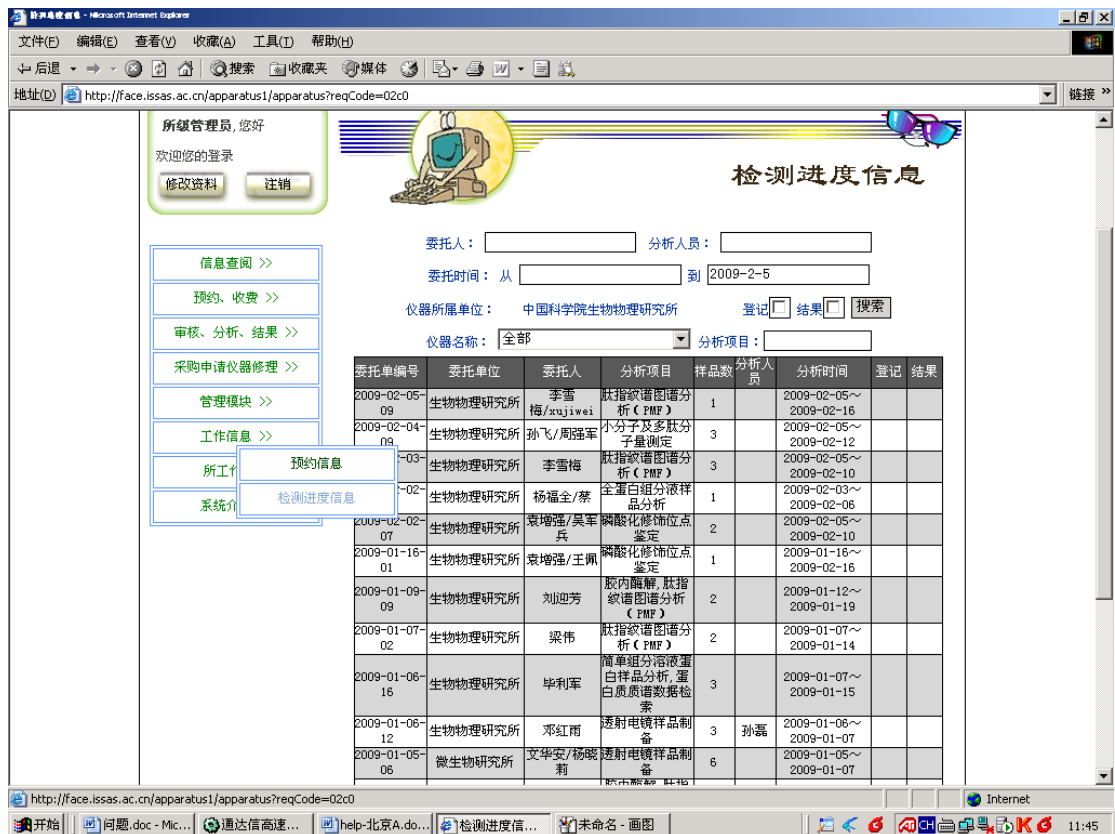 胶测进度信息 - Microsoft Internet Explorer
文件(F) 编辑(E) 查看(V) 收藏(A) 工具(T) 帮助(H)
后退 搜索 收藏夹 媒体
地址(D) http://face.issas.ac.cn/apparatus1/apparatus?reqCode=02c0 链接 »
所级管理员,您好
欢迎您的登录
修改资料 注销
检测进度信息
信息查阅 >>
预约、收费 >>
审核、分析、结果 >>
采购申请仪器修理 >>
管理模块 >>
工作信息 >>
所工作
系统介
预约信息
检测进度信息
委托人： 分析人员：
委托时间： 从 到 2009-2-5
仪器所属单位： 中国科学院生物物理研究所 登记 结果 搜索
仪器名称： 全部 分析项目：
委托单编号 委托单位 委托人 分析项目 样品数 分析人员 分析时间 登记 结果
2009-02-05-09 生物物理研究所 李雪梅/xujiwei 肽指纹谱图谱分析(PMF) 1 2009-02-05～2009-02-16
2009-02-04-09 生物物理研究所 孙飞/周强军 小分子及多肽分子量测定 3 2009-02-05～2009-02-12
-03- 生物物理研究所 李雪梅 肽指纹谱图谱分析(PMF) 3 2009-02-05～2009-02-10
-02- 生物物理研究所 杨福全/蔡 全蛋白组分液样品分析 1 2009-02-03～2009-02-06
2009-02-02-07 生物物理研究所 袁增强/吴军兵 磷酸化修饰位点鉴定 2 2009-02-05～2009-02-10
2009-01-16-01 生物物理研究所 袁增强/王佩 磷酸化修饰位点鉴定 1 2009-01-16～2009-02-16
2009-01-09-09 生物物理研究所 刘迎芳 胶内酶解,肽指纹谱图谱分析(PMF) 2 2009-01-12～2009-01-19
2009-01-07-02 生物物理研究所 梁伟 肽指纹谱图谱分析(PMF) 2 2009-01-07～2009-01-14
2009-01-06-16 生物物理研究所 毕利军 简单组分溶液蛋白样品分析,蛋白质质谱数据检索 3 2009-01-07～2009-01-15
2009-01-06-12 生物物理研究所 邓红雨 透射电镜样品制备 3 孙磊 2009-01-06～2009-01-07
2009-01-05-06 微生物研究所 文华安/杨晓莉 透射电镜样品制备 6 2009-01-05～2009-01-07
http://face.issas.ac.cn/apparatus1/apparatus?reqCode=02c0 Internet
开始 问题.doc - Mic... 通达信高速... help-北京A.do... 检测进度信... 未命名 - 画图 CH 11:45